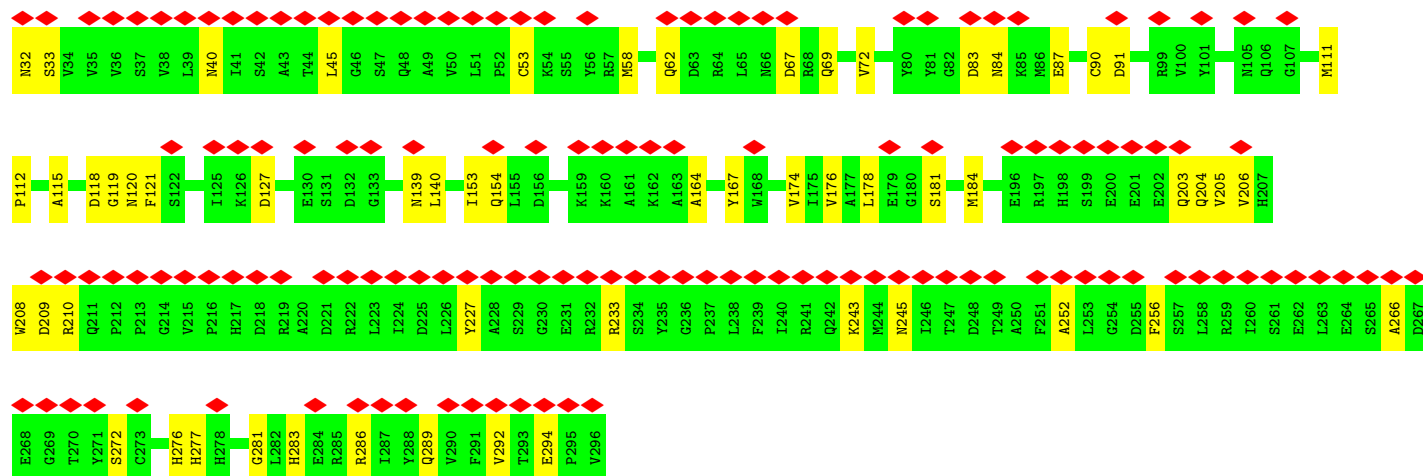 N32 S33 V34 V35 V36 S37 V38 L39 N40 I41 S42 A43 T44 L45 G46 S47 Q48 A49 V50 L51 P52 C53 K54 S55 Y56 R57 M58 Q62 D63 R64 L65 N66 D67 R68 Q69 V72 Y80 Y81 G82 D83 N84 K85 M86 E87 C90 D91 R99 V100 Y101 N105 Q106 G107 M111
P112 A115 D118 G119 N120 F121 S122 I125 K126 D127 E130 S131 D132 G133 N139 L140 I153 Q154 L155 D156 K159 K160 A161 K162 A163 A164 Y167 W168 V174 I175 V176 A177 L178 E179 G180 S181 M184 E196 R197 H198 S199 E200 E201 E202 Q203 Q204 V205 V206 H207
W208 D209 R210 Q211 P212 P213 G214 V215 P216 H217 D218 R219 A220 D221 R222 L223 I224 D225 L226 Y227 A228 S229 G230 E231 R232 R233 S234 Y235 G236 P237 L238 F239 I240 R241 Q242 K243 M244 N245 I246 T247 D248 T249 A250 F251 A252 L253 G254 D255 F256 S257 L258 R259 I260 S261 E262 L263 E264 S265 A266 D267
E268 G269 T270 Y271 S272 C273 H276 H277 H278 G281 L282 H283 E284 R285 R286 I287 Y288 Q289 V290 F291 V292 T293 E294 P295 V296